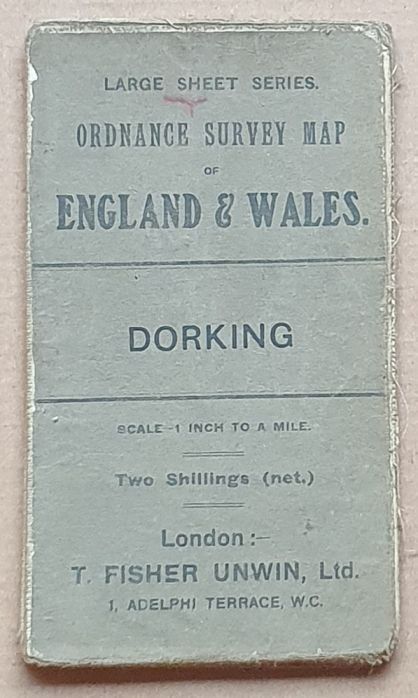 LARGE SHEET SERIES.
ORDNANCE SURVEY MAP
OF
ENGLAND & WALES.
DORKING
SCALE-1 INCH TO A MILE.
Two Shillings (net.)
London:-
T. FISHER UNWIN, Ltd.
1, ADELPHI TERRACE, W.C.